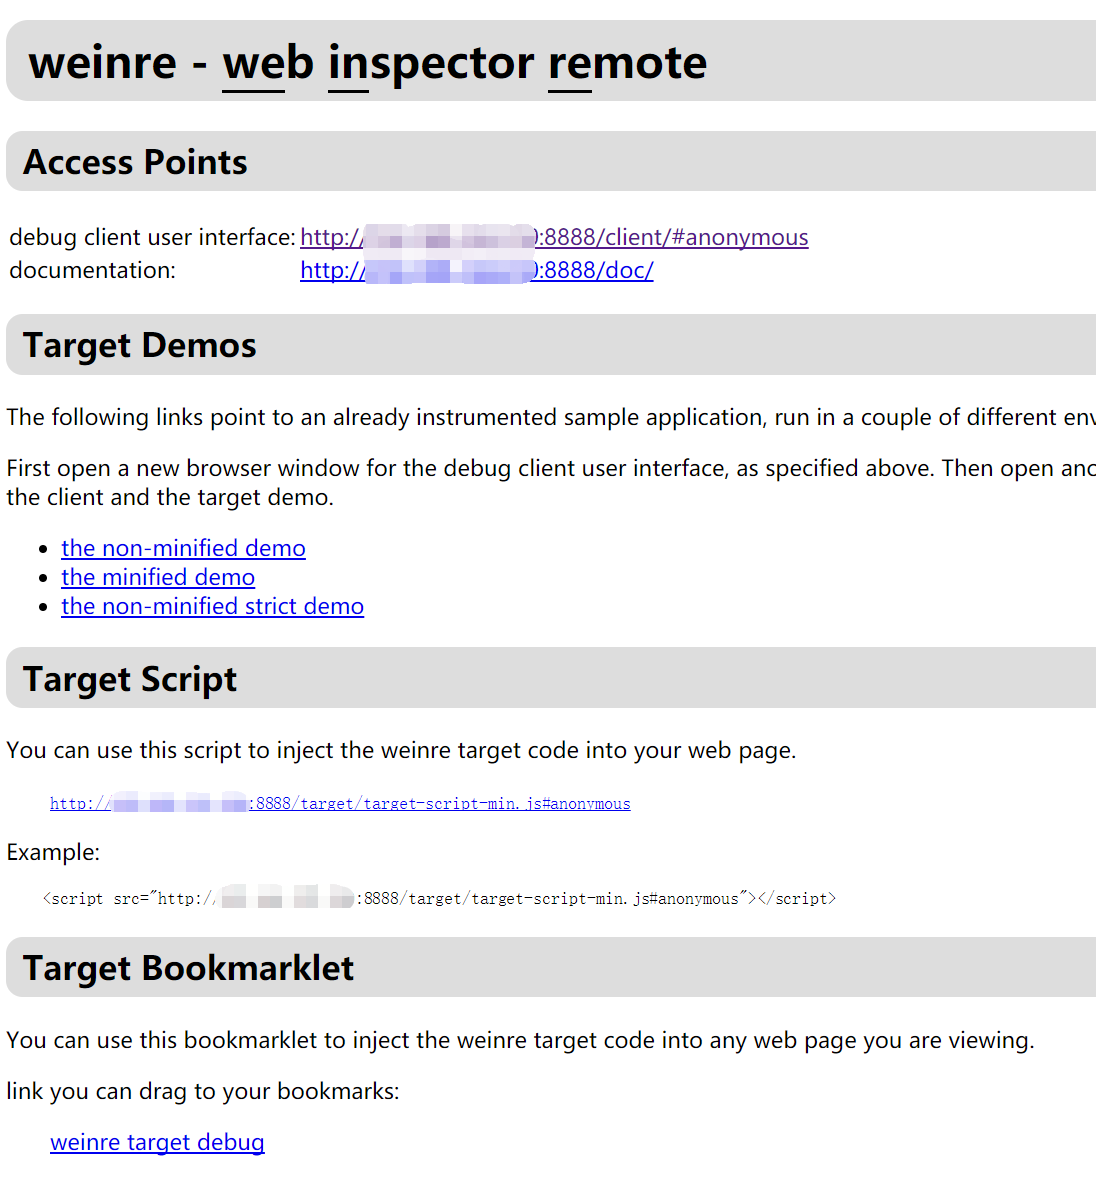 weinre - web inspector remote
Access Points
debug client user interface: http:// :8888/client/#anonymous
documentation: http:// :8888/doc/
Target Demos
The following links point to an already instrumented sample application, run in a couple of different
First open a new browser window for the debug client user interface, as specified above. Then open
the client and the target demo.
the non-minified demo
the minified demo
the non-minified strict demo
Target Script
You can use this script to inject the weinre target code into your web page.
http:// :8888/target/target-script-min.js#anonymous
Example:
<script src="http:/ :8888/target/target-script-min.js#anonymous"></script>
Target Bookmarklet
You can use this bookmarklet to inject the weinre target code into any web page you are viewing.
link you can drag to your bookmarks:
weinre target debug